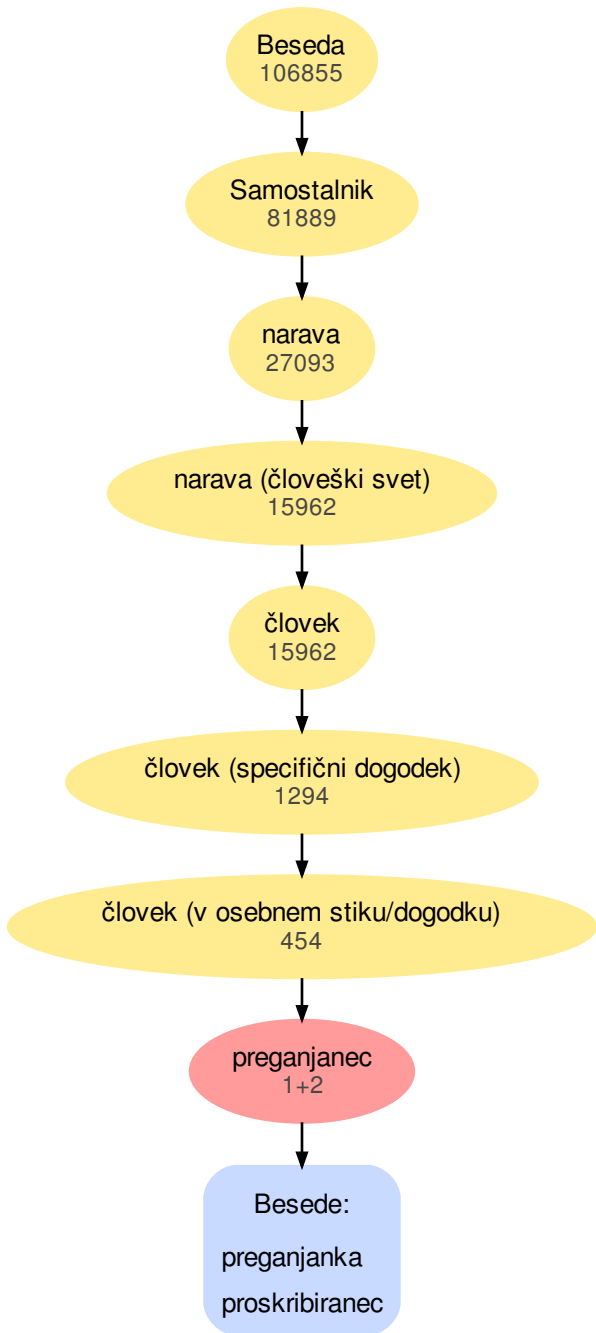 Beseda
106855
Samostalnik
81889
narava
27093
narava (človeški svet)
15962
človek
15962
človek (specifični dogodek)
1294
človek (v osebnem stiku/dogodku)
454
preganjanec
1+2
Besede:
preganjanka
proskribiranec